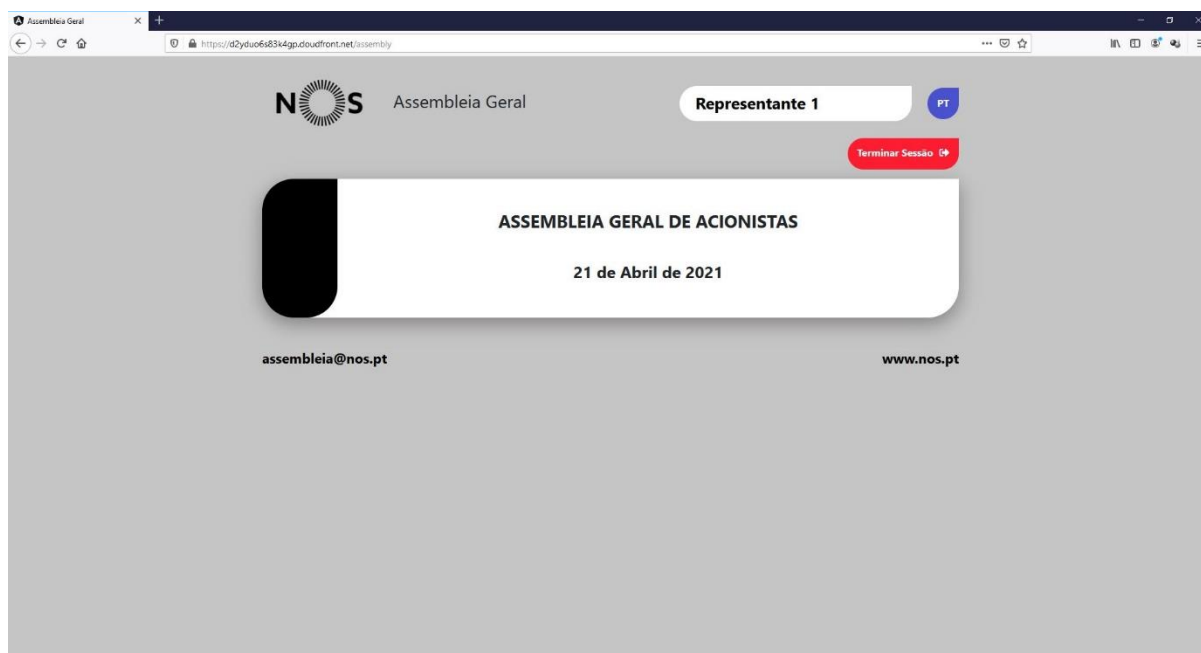 Assembleia Geral
https://d2yduo6s83k4gp.cloudfront.net/assembly
NOS Assembleia Geral Representante 1 PT
Terminar Sessão
ASSEMBLEIA GERAL DE ACIONISTAS
21 de Abril de 2021
assembleia@nos.pt www.nos.pt